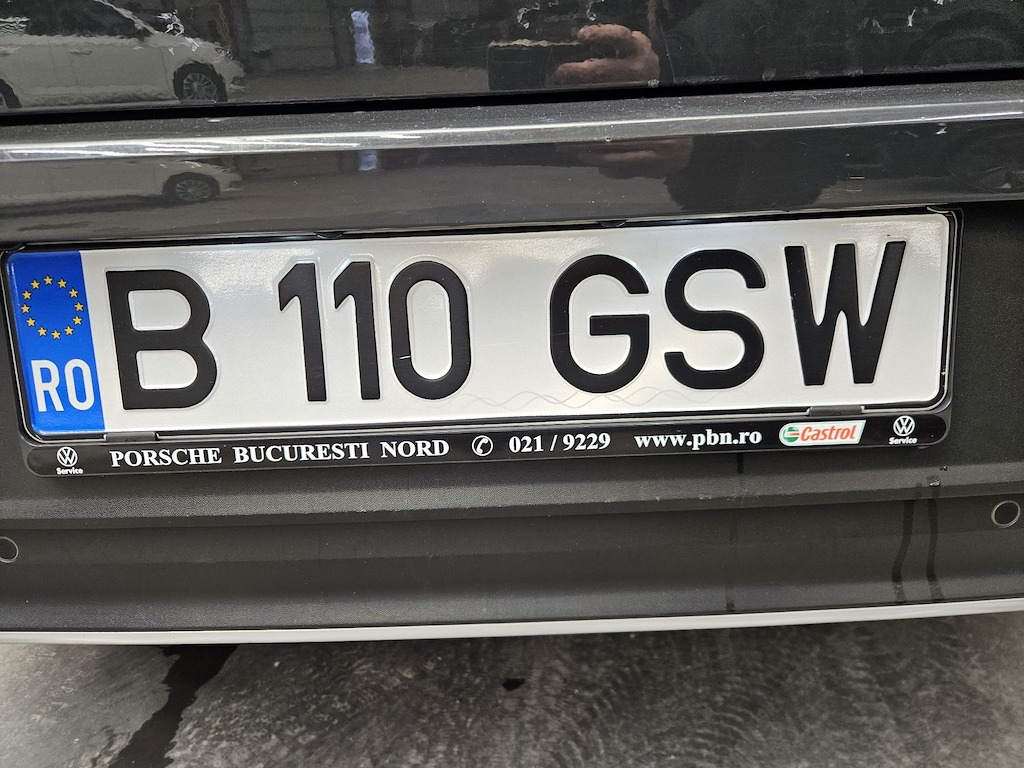 RO B 110 GSW
Service PORSCHE BUCURESTI NORD ✆ 021 / 9229 www.pbn.ro Castrol Service